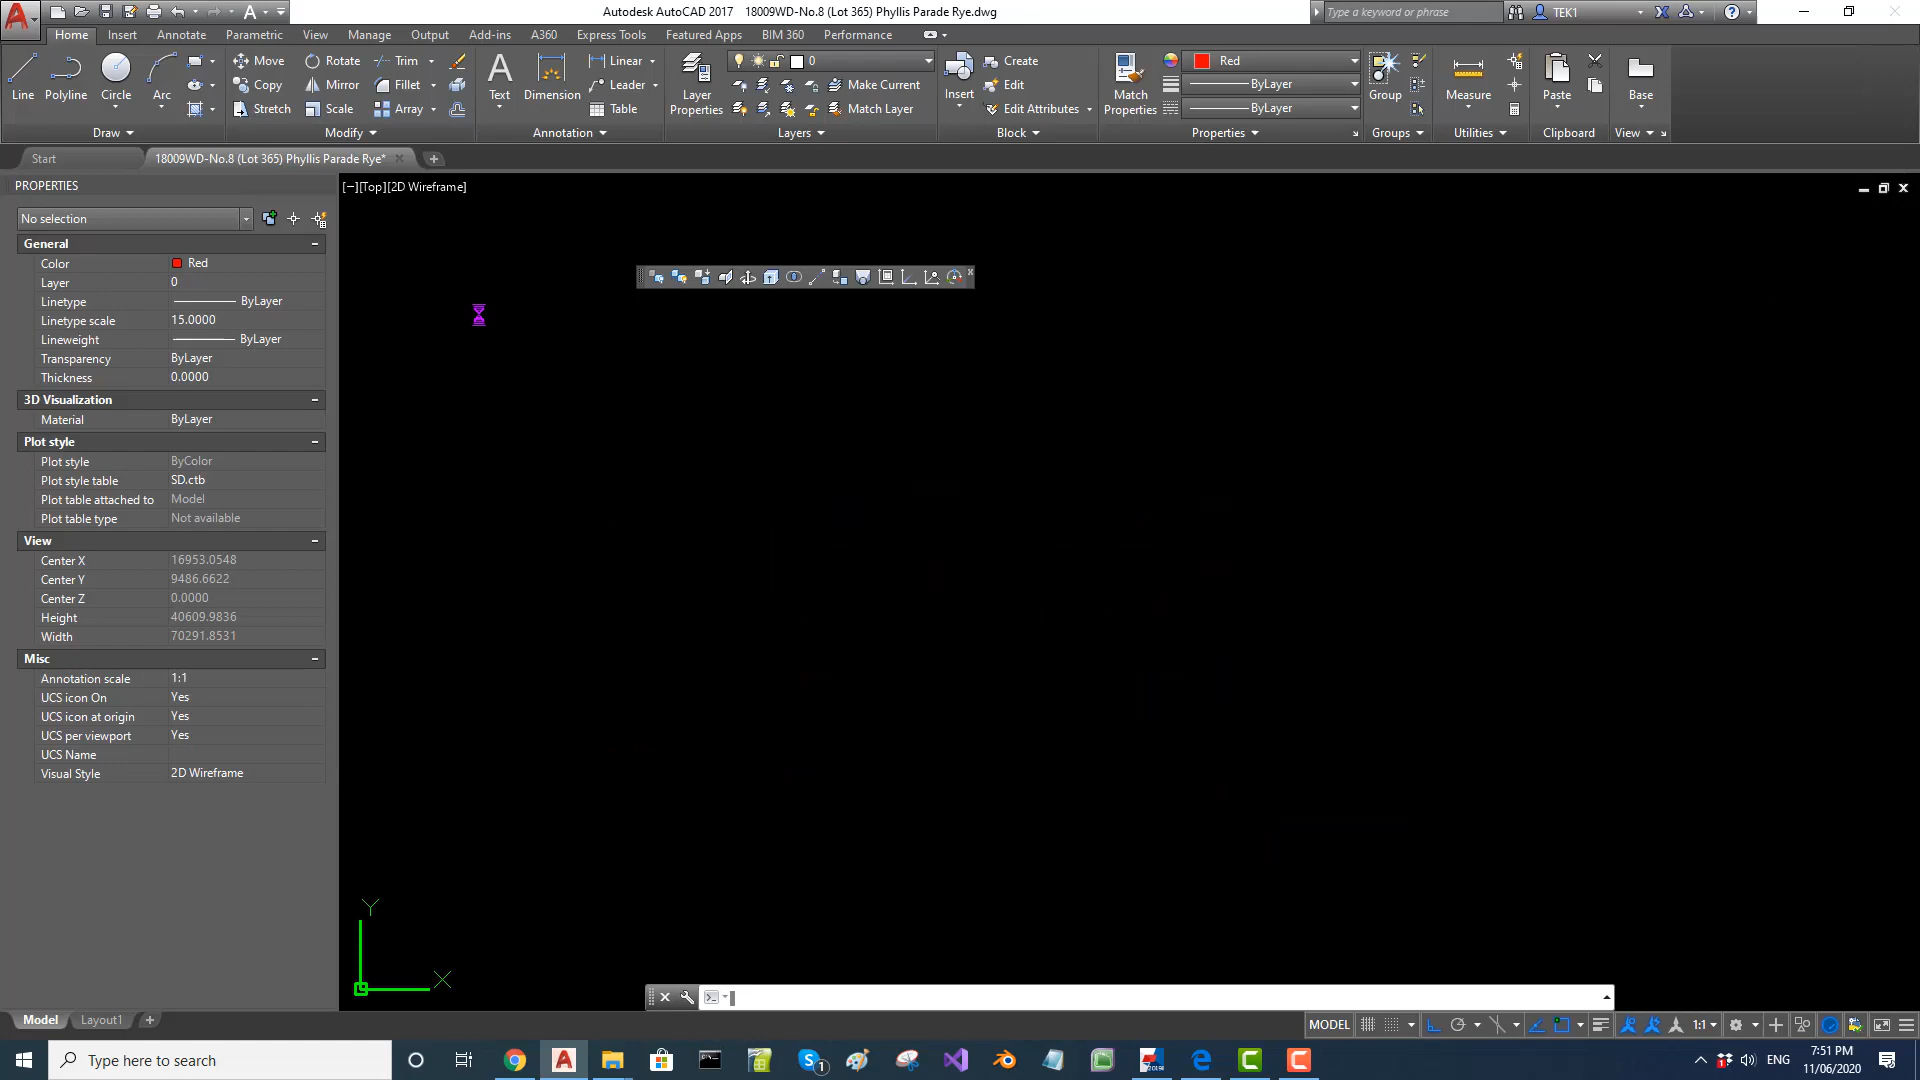 Autodesk AutoCAD 2017   18009WD-No.8 (Lot 365) Phyllis Parade Rye.dwg
Type a keyword or phrase
TEK1
Home Insert Annotate Parametric View Manage Output Add-ins A360 Express Tools Featured Apps BIM 360 Performance
Line Polyline Circle Arc
Move Rotate Trim
Copy Mirror Fillet
Stretch Scale Array
Text Dimension
Linear
Leader
Table
Layer Properties
0
Make Current
Match Layer
Insert
Create
Edit
Edit Attributes
Match Properties
Red
ByLayer
ByLayer
Group
Measure
Paste
Base
Draw Modify Annotation Layers Block Properties Groups Utilities Clipboard View
Start
18009WD-No.8 (Lot 365) Phyllis Parade Rye*
PROPERTIES
[−][Top][2D Wireframe]
No selection
General
Color Red
Layer 0
Linetype ByLayer
Linetype scale 15.0000
Lineweight ByLayer
Transparency ByLayer
Thickness 0.0000
3D Visualization
Material ByLayer
Plot style
Plot style ByColor
Plot style table SD.ctb
Plot table attached to Model
Plot table type Not available
View
Center X 16953.0548
Center Y 9486.6622
Center Z 0.0000
Height 40609.9836
Width 70291.8531
Misc
Annotation scale 1:1
UCS icon On Yes
UCS icon at origin Yes
UCS per viewport Yes
UCS Name
Visual Style 2D Wireframe
Y
X
Model Layout1
MODEL
1:1
Type here to search
1
2019
ENG
7:51 PM
11/06/2020